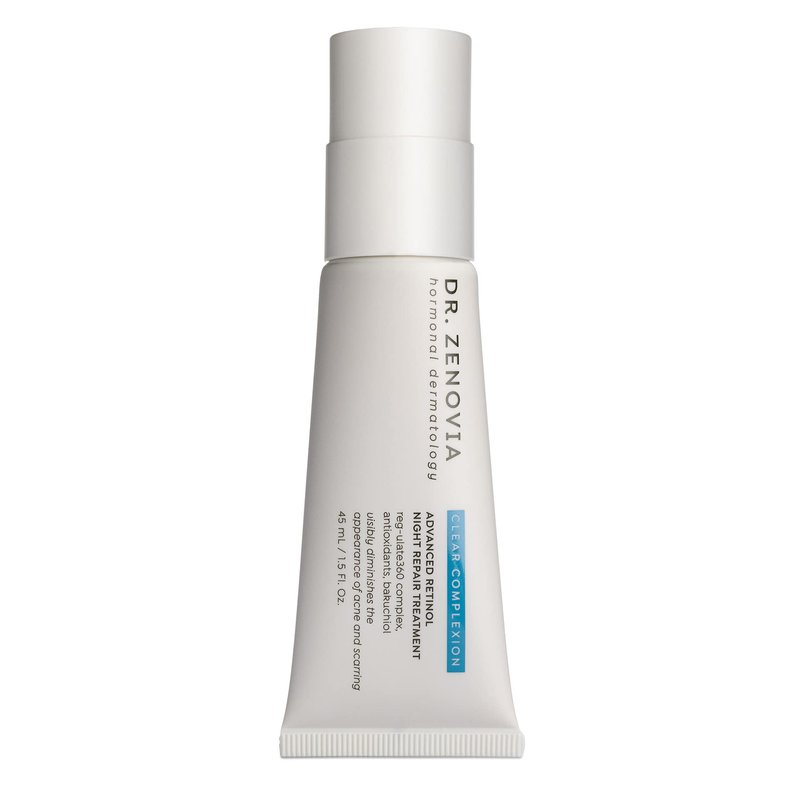 DR. ZENOVIA
hormonal dermatology
CLEAR COMPLEXION
ADVANCED RETINOL
NIGHT REPAIR TREATMENT
reg-ulate360 complex,
antioxidants, bakuchiol
visibly diminishes the
appearance of acne and scarring
45 mL / 1.5 Fl. Oz.